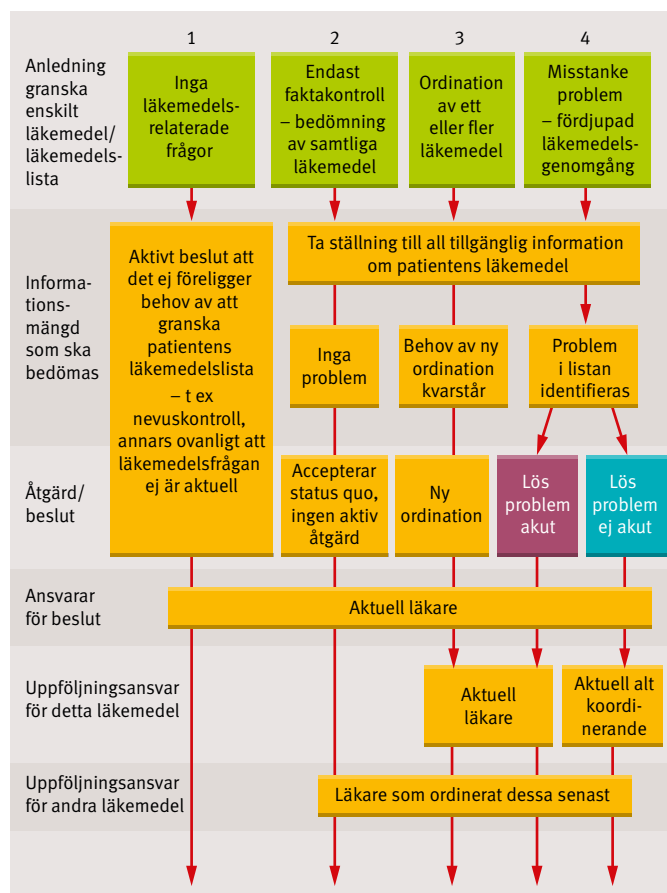 1
2
3
4
Anledning
granska
enskilt
läkemedel/
läkemedels-
lista
Inga
läkemedels-
relaterade
frågor
Endast
faktakontroll
– bedömning
av samtliga
läkemedel
Ordination
av ett
eller fler
läkemedel
Misstanke
problem
– fördjupad
läkemedels-
genomgång
Informa-
tions-
mängd
som ska
bedömas
Aktivt beslut att
det ej föreligger
behov av att
granska
patientens
läkemedelslista
– t ex
nevuskontroll,
annars ovanligt att
läkemedelsfrågan
ej är aktuell
Ta ställning till all tillgänglig information
om patientens läkemedel
Inga
problem
Behov av ny
ordination
kvarstår
Problem
i listan
identifieras
Åtgärd/
beslut
Accepterar
status quo,
ingen aktiv
åtgärd
Ny
ordination
Lös
problem
akut
Lös
problem
ej akut
Ansvarar
för beslut
Aktuell läkare
Uppföljningsansvar
för detta läkemedel
Aktuell
läkare
Aktuell alt
koordi-
nerande
Uppföljningsansvar
för andra läkemedel
Läkare som ordinerat dessa senast